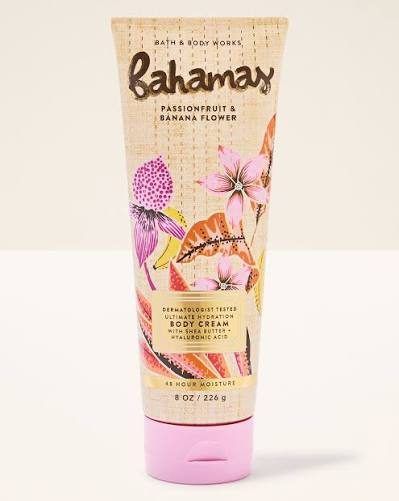 BATH & BODY WORKS
Bahamas
PASSIONFRUIT &
BANANA FLOWER
DERMATOLOGIST TESTED
ULTIMATE HYDRATION
BODY CREAM
WITH SHEA BUTTER +
HYALURONIC ACID
48 HOUR MOISTURE
8 OZ / 226 g